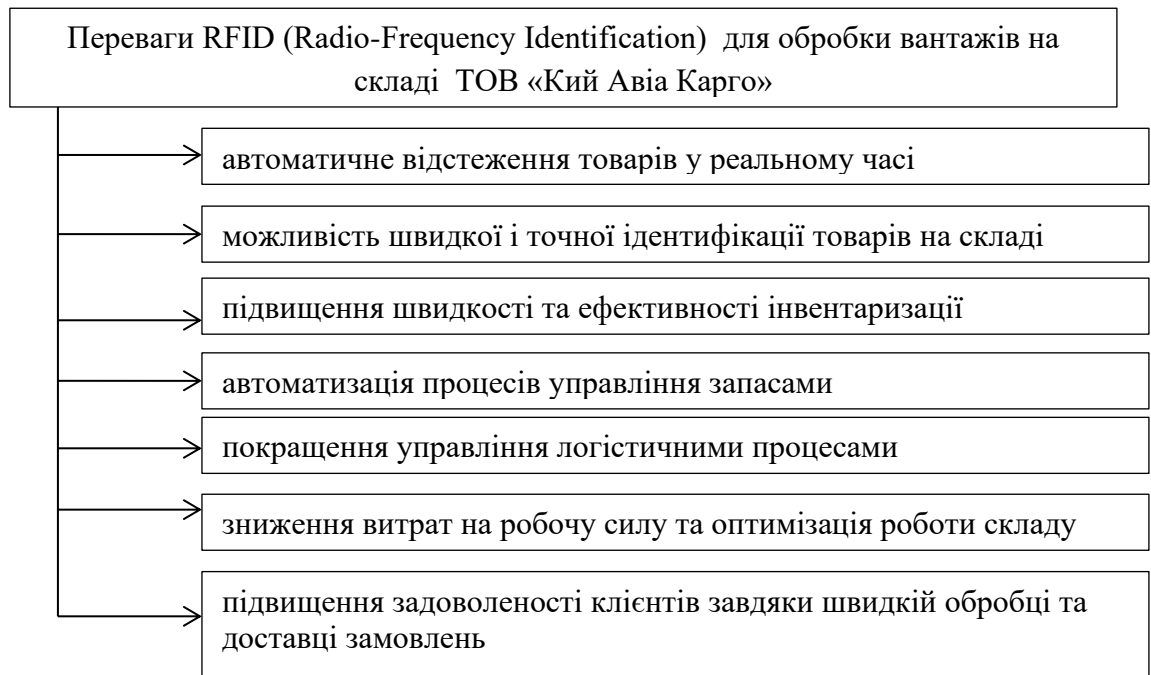 Переваги RFID (Radio-Frequency Identification) для обробки вантажів на
складі ТОВ «Кий Авіа Карго»
автоматичне відстеження товарів у реальному часі
можливість швидкої і точної ідентифікації товарів на складі
підвищення швидкості та ефективності інвентаризації
автоматизація процесів управління запасами
покращення управління логістичними процесами
зниження витрат на робочу силу та оптимізація роботи складу
підвищення задоволеності клієнтів завдяки швидкій обробці та
доставці замовлень